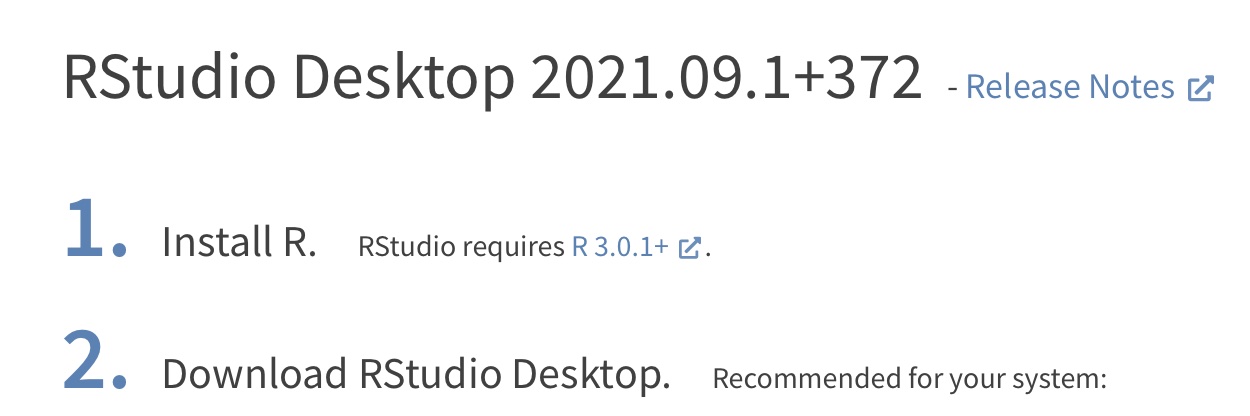 RStudio Desktop 2021.09.1+372 - Release Notes
1. Install R. RStudio requires R 3.0.1+ .
2. Download RStudio Desktop. Recommended for your system: